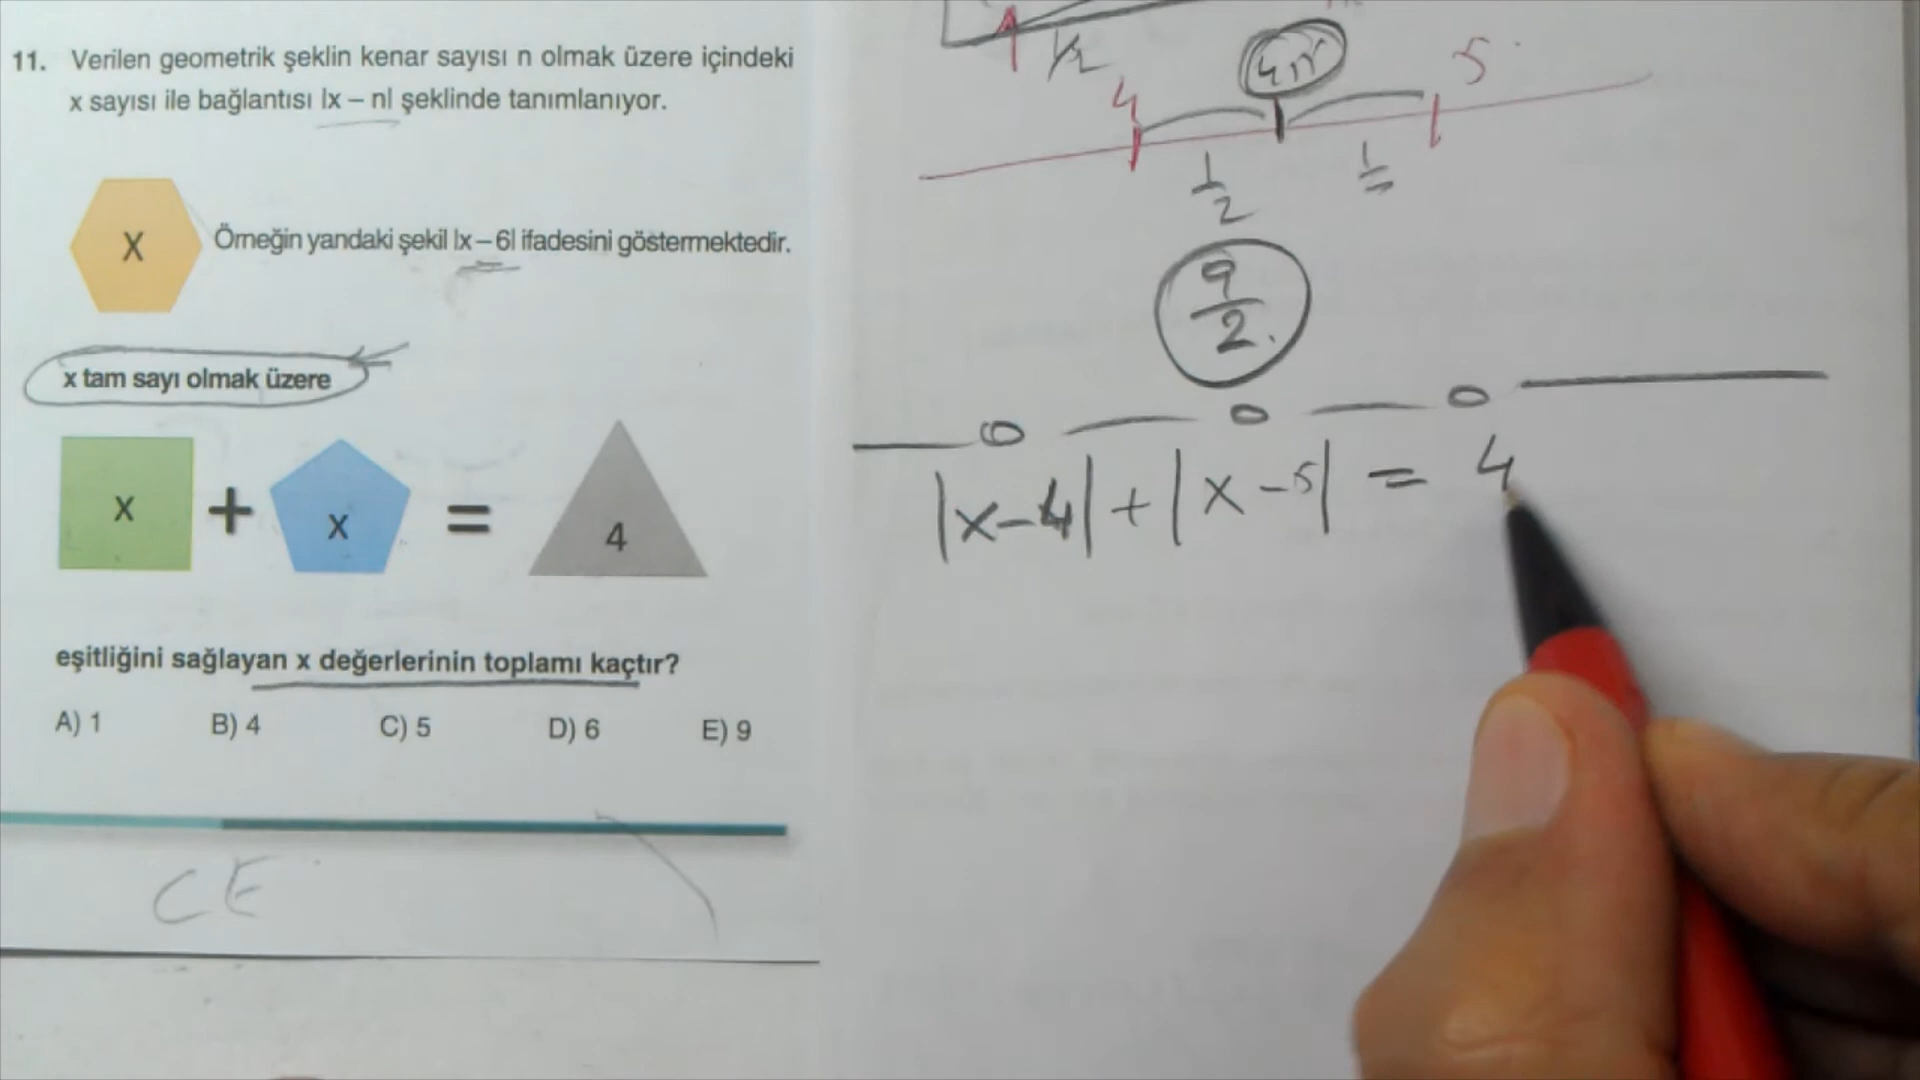 11. Verilen geometrik şeklin kenar sayısı n olmak üzere içindeki
x sayısı ile bağlantısı |x – n| şeklinde tanımlanıyor.
X
Örneğin yandaki şekil |x – 6| ifadesini göstermektedir.
x tam sayı olmak üzere
X + X = 4
eşitliğini sağlayan x değerlerinin toplamı kaçtır?
A) 1 B) 4 C) 5 D) 6 E) 9
CE
4 5
1/2
9/2
|x-4| + |x-5| = 4